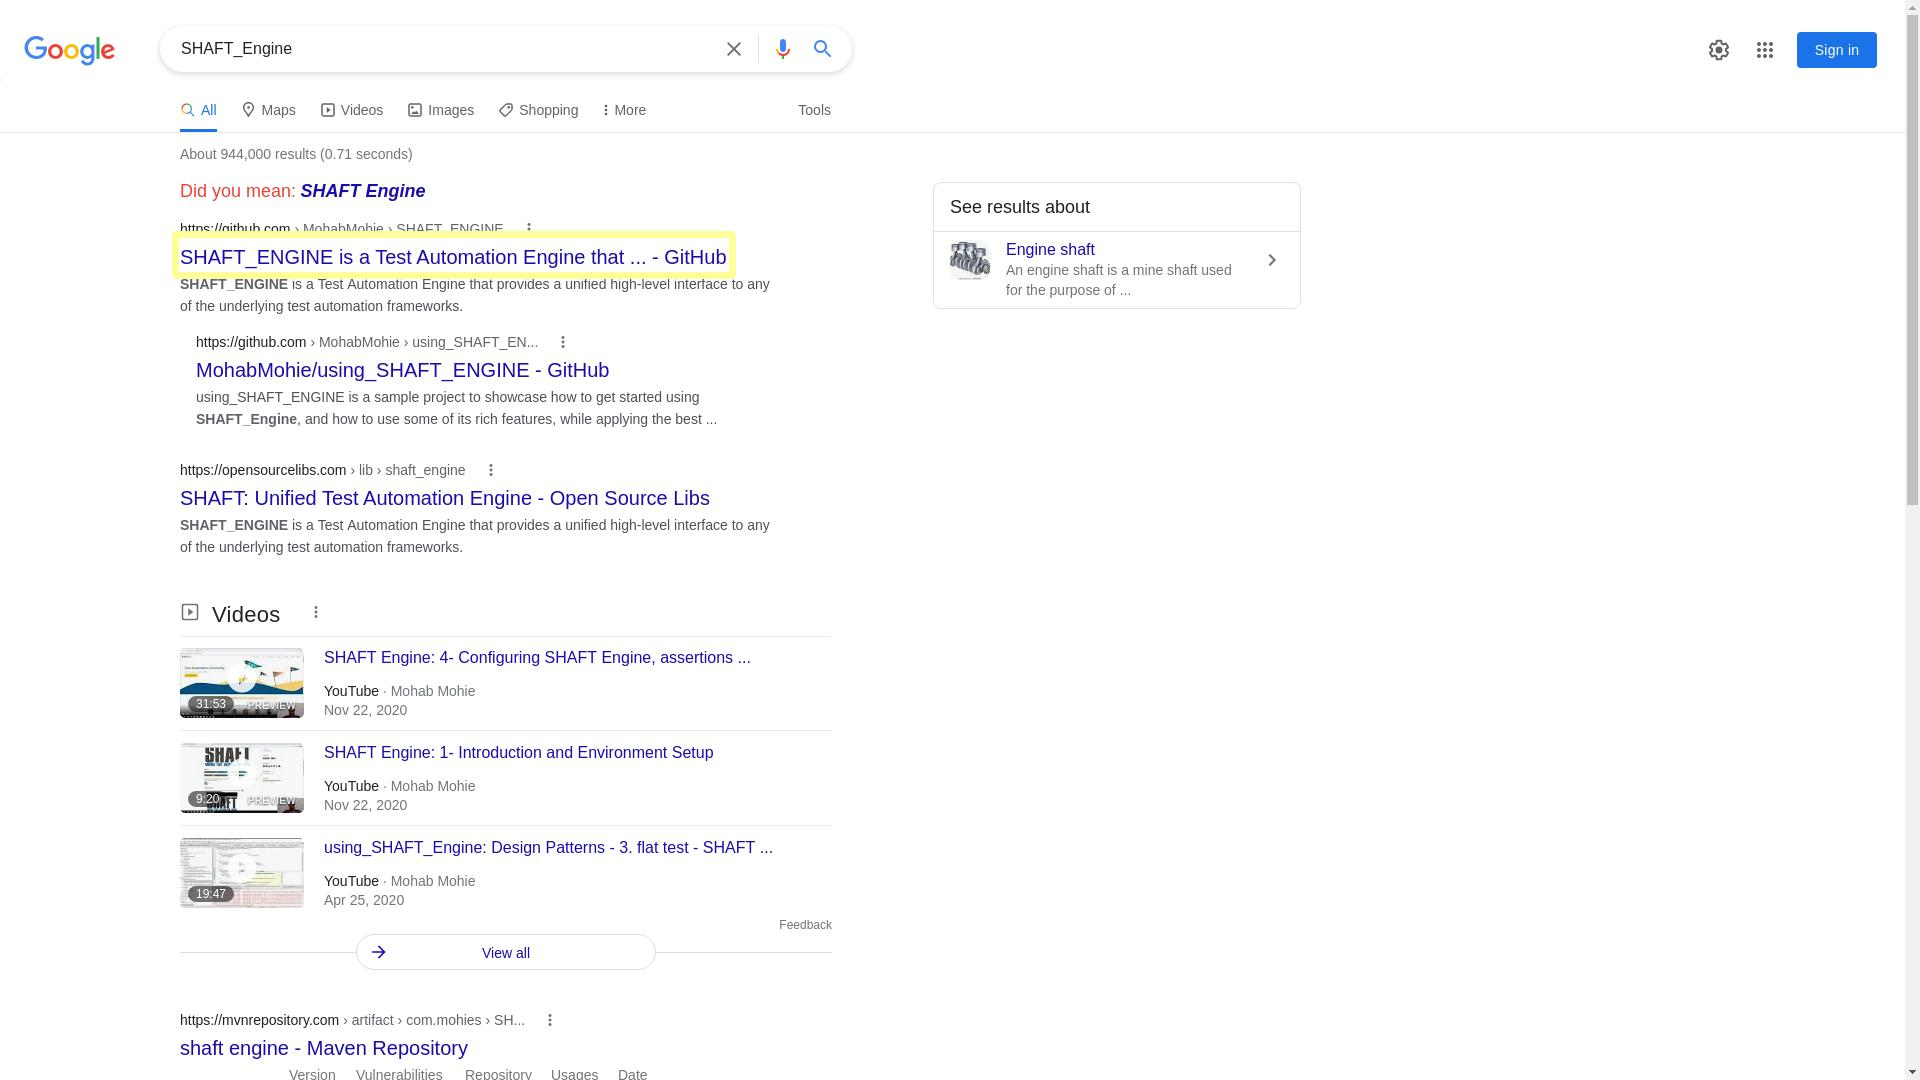 Google
SHAFT_Engine
Sign in
All
Maps
Videos
Images
Shopping
More
Tools
About 944,000 results (0.71 seconds)
Did you mean: SHAFT Engine
https://github.com › MohabMohie › SHAFT_ENGINE
SHAFT_ENGINE is a Test Automation Engine that ... - GitHub
SHAFT_ENGINE is a Test Automation Engine that provides a unified high-level interface to any
of the underlying test automation frameworks.
https://github.com › MohabMohie › using_SHAFT_EN...
MohabMohie/using_SHAFT_ENGINE - GitHub
using_SHAFT_ENGINE is a sample project to showcase how to get started using
SHAFT_Engine, and how to use some of its rich features, while applying the best ...
https://opensourcelibs.com › lib › shaft_engine
SHAFT: Unified Test Automation Engine - Open Source Libs
SHAFT_ENGINE is a Test Automation Engine that provides a unified high-level interface to any
of the underlying test automation frameworks.
Videos
31:53
PREVIEW
SHAFT Engine: 4- Configuring SHAFT Engine, assertions ...
YouTube · Mohab Mohie
Nov 22, 2020
SHAFT
9:20
PREVIEW
SHAFT Engine: 1- Introduction and Environment Setup
YouTube · Mohab Mohie
Nov 22, 2020
19:47
using_SHAFT_Engine: Design Patterns - 3. flat test - SHAFT ...
YouTube · Mohab Mohie
Apr 25, 2020
Feedback
View all
https://mvnrepository.com › artifact › com.mohies › SH...
shaft engine - Maven Repository
Version Vulnerabilities Repository Usages Date
See results about
Engine shaft
An engine shaft is a mine shaft used
for the purpose of ...